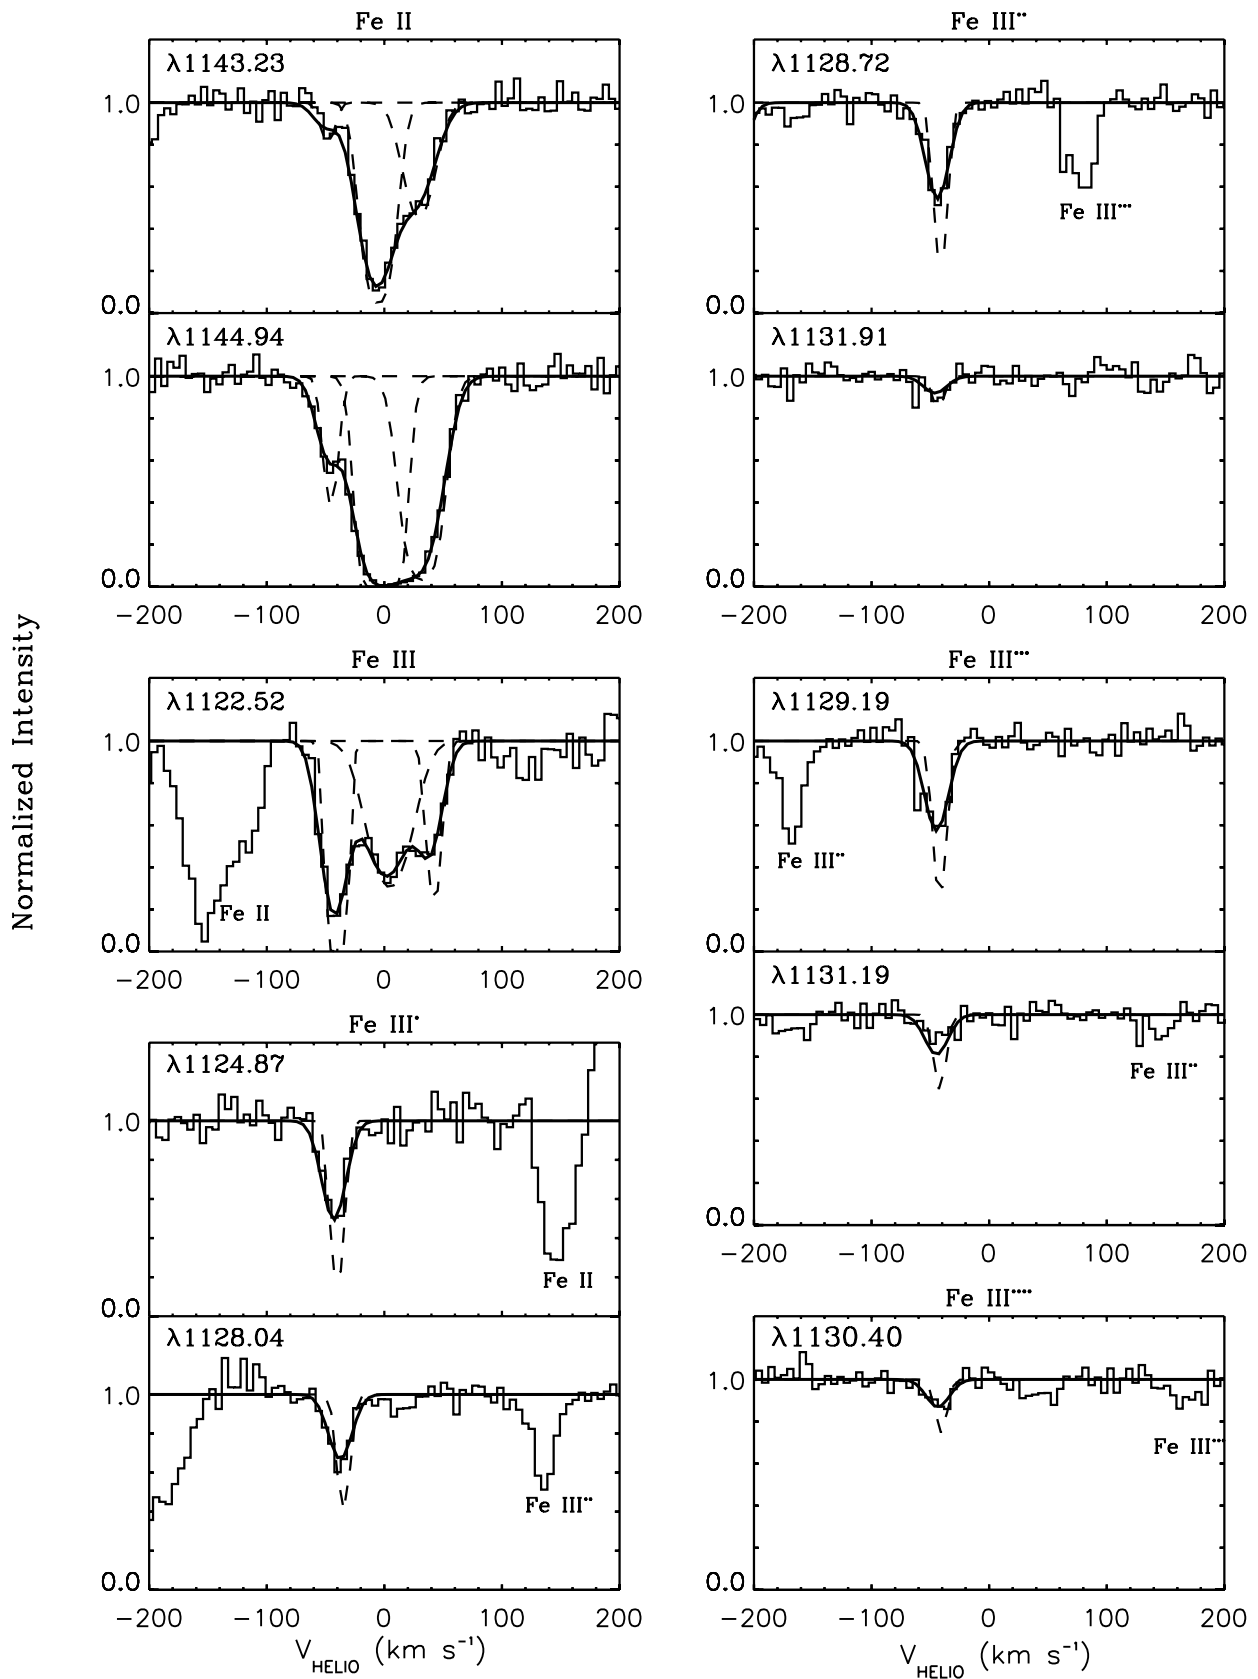 Normalized Intensity
Fe II
λ1143.23
1.0
0.0
λ1144.94
1.0
0.0
−200 −100 0 100 200
Fe III
λ1122.52
1.0
Fe II
0.0
−200 −100 0 100 200
Fe III•
λ1124.87
1.0
Fe II
0.0
λ1128.04
1.0
Fe III••
0.0
−200 −100 0 100 200
V_HELIO (km s⁻¹)
Fe III••
λ1128.72
1.0
Fe III•••
0.0
λ1131.91
1.0
0.0
−200 −100 0 100 200
Fe III•••
λ1129.19
1.0
Fe III••
0.0
λ1131.19
1.0
Fe III••
0.0
−200 −100 0 100 200
Fe III••••
λ1130.40
1.0
Fe III•••
0.0
−200 −100 0 100 200
V_HELIO (km s⁻¹)